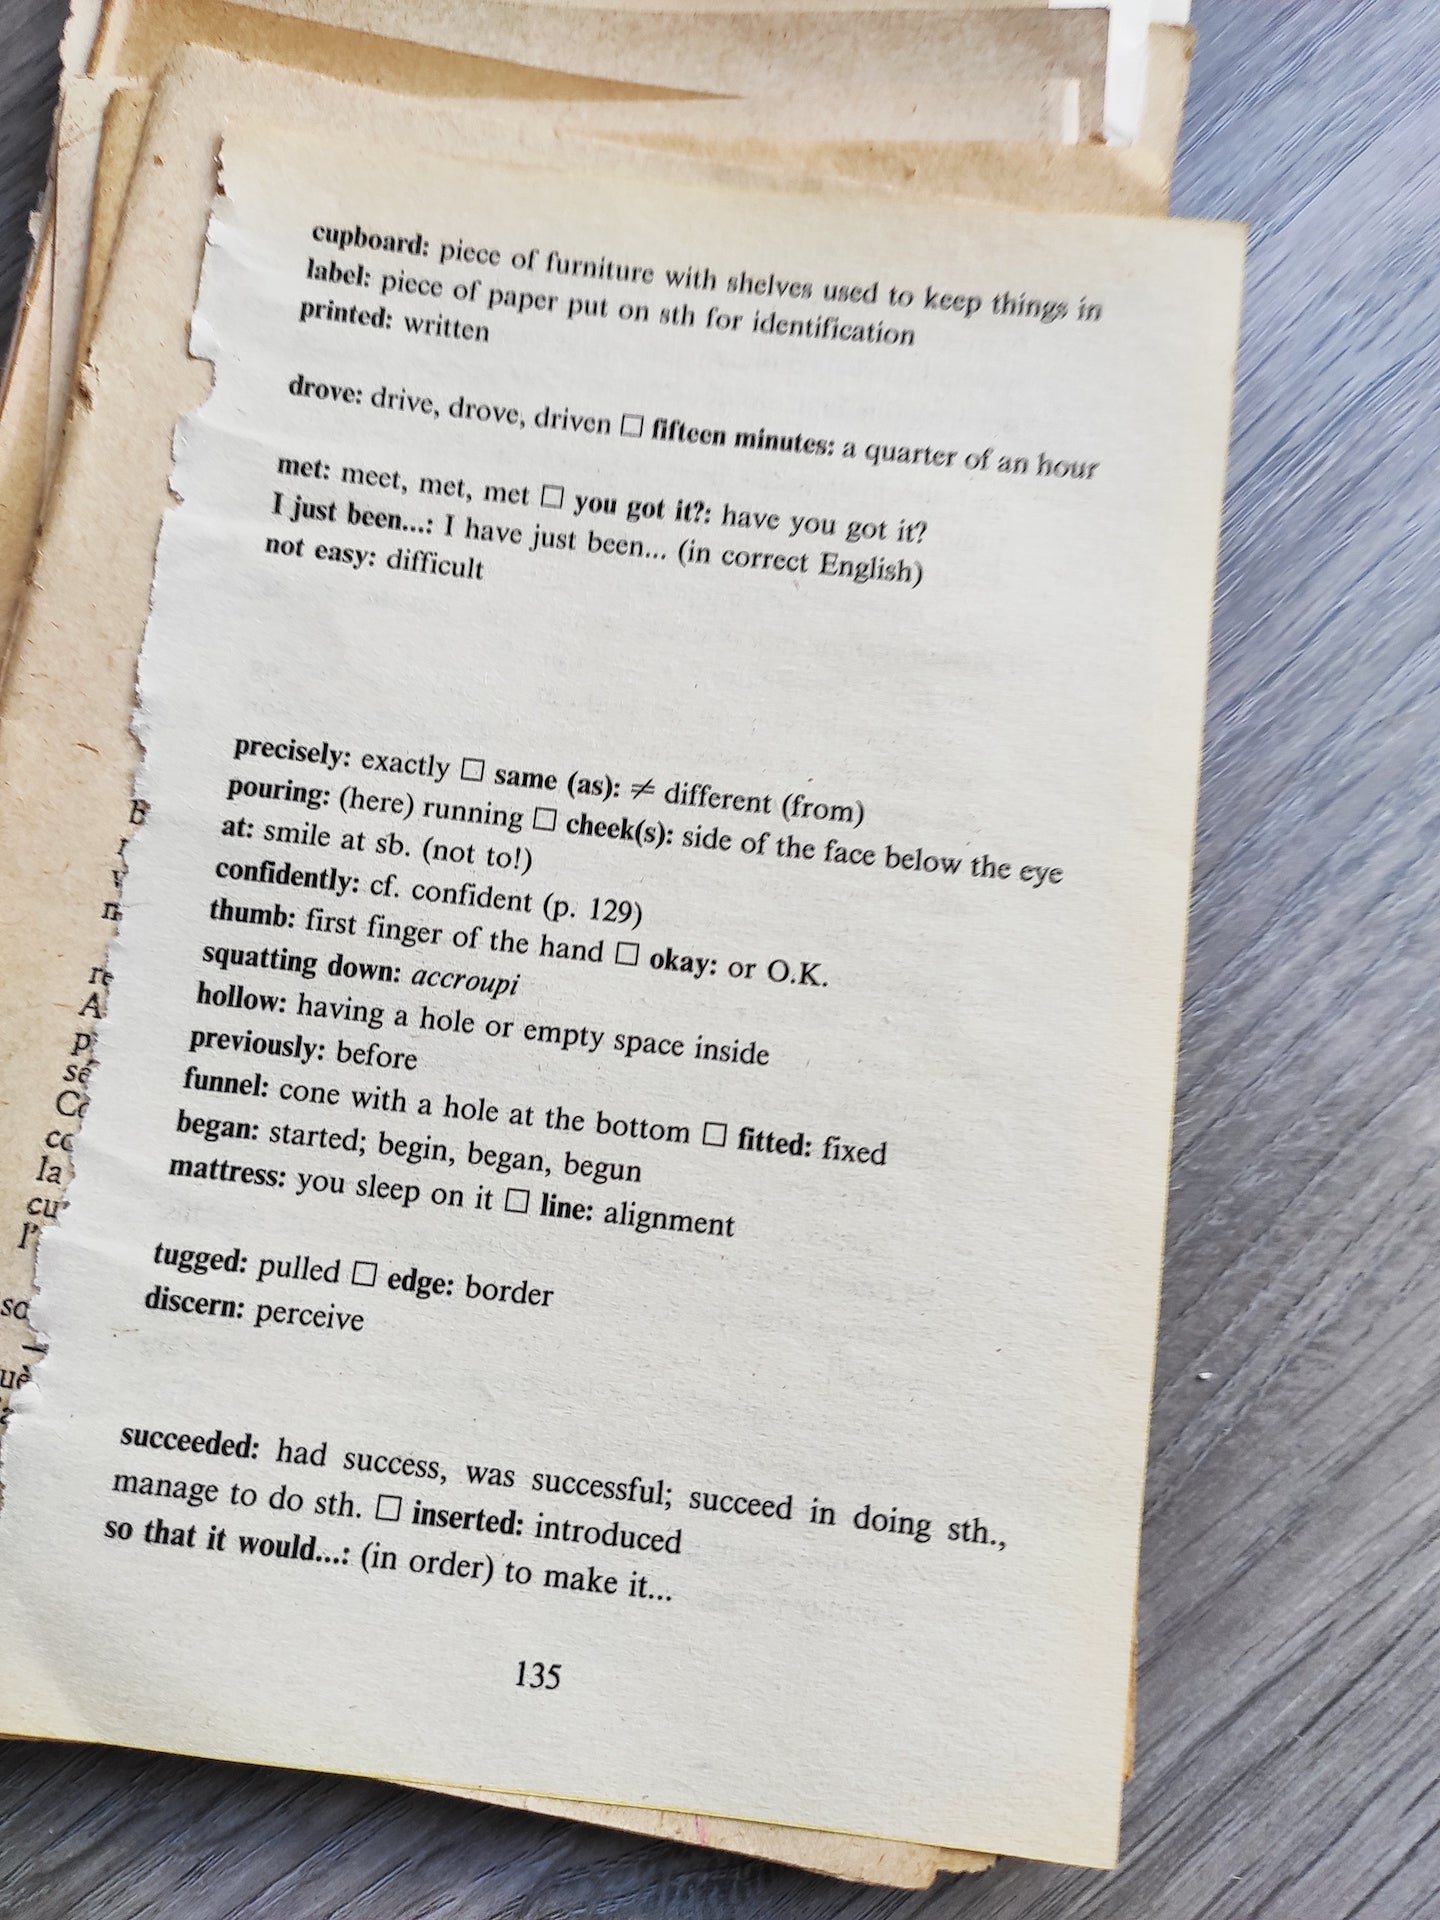 cupboard: piece of furniture with shelves used to keep things in
label: piece of paper put on sth for identification
printed: written
drove: drive, drove, driven □ fifteen minutes: a quarter of an hour
met: meet, met, met □ you got it?: have you got it?
I just been...: I have just been... (in correct English)
not easy: difficult
precisely: exactly □ same (as): ≠ different (from)
pouring: (here) running □ cheek(s): side of the face below the eye
at: smile at sb. (not to!)
confidently: cf. confident (p. 129)
thumb: first finger of the hand □ okay: or O.K.
squatting down: accroupi
hollow: having a hole or empty space inside
previously: before
funnel: cone with a hole at the bottom □ fitted: fixed
began: started; begin, began, begun
mattress: you sleep on it □ line: alignment
tugged: pulled □ edge: border
discern: perceive
succeeded: had success, was successful; succeed in doing sth.,
manage to do sth. □ inserted: introduced
so that it would...: (in order) to make it...
135